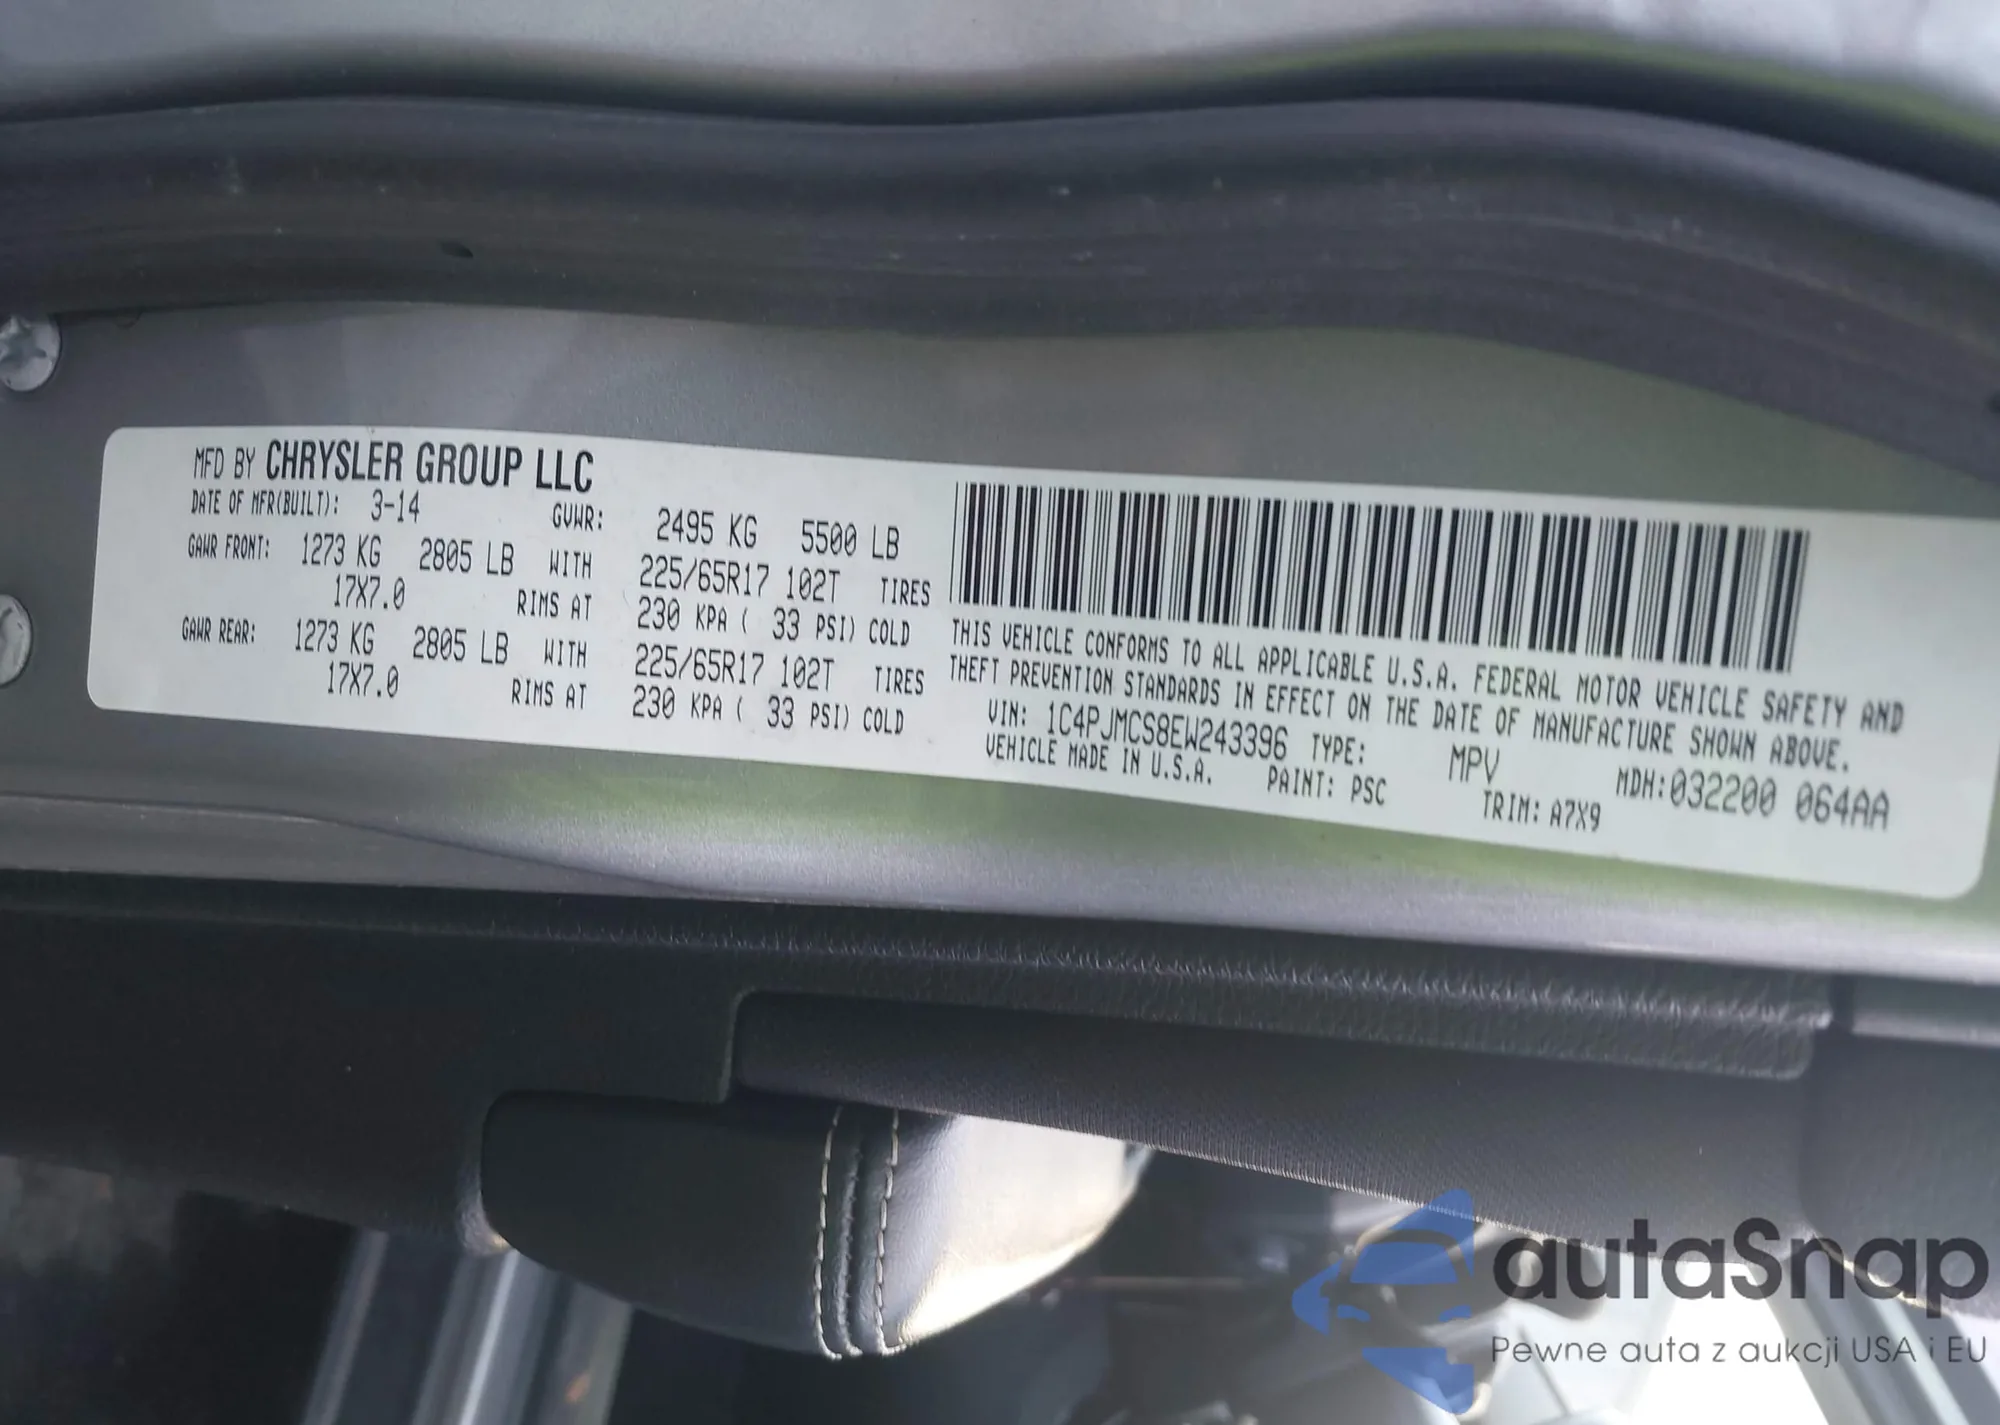 MFD BY CHRYSLER GROUP LLC
DATE OF MFR(BUILT): 3-14 GVWR: 2495 KG 5500 LB
GAWR FRONT: 1273 KG 2805 LB WITH 225/65R17 102T TIRES
17X7.0 RIMS AT 230 KPA ( 33 PSI) COLD
GAWR REAR: 1273 KG 2805 LB WITH 225/65R17 102T TIRES
17X7.0 RIMS AT 230 KPA ( 33 PSI) COLD
THIS VEHICLE CONFORMS TO ALL APPLICABLE U.S.A. FEDERAL MOTOR VEHICLE SAFETY AND
THEFT PREVENTION STANDARDS IN EFFECT ON THE DATE OF MANUFACTURE SHOWN ABOVE.
VIN: 1C4PJMCS8EW243396 TYPE: MPV MDH:032200 064AA
VEHICLE MADE IN U.S.A. PAINT: PSC TRIM: A7X9
autaSnap
Pewne auta z aukcji USA i EU